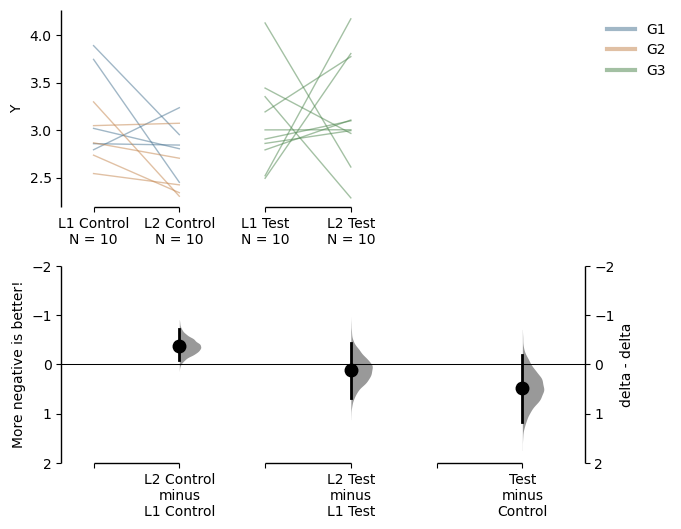 G1
G2
G3
Y
4.0
3.5
3.0
2.5
L1 Control L2 Control L1 Test L2 Test
N = 10 N = 10 N = 10 N = 10
More negative is better!
−2
−1
0
1
2
−2
−1
0
1
2
delta - delta
L2 Control L2 Test Test
minus minus minus
L1 Control L1 Test Control